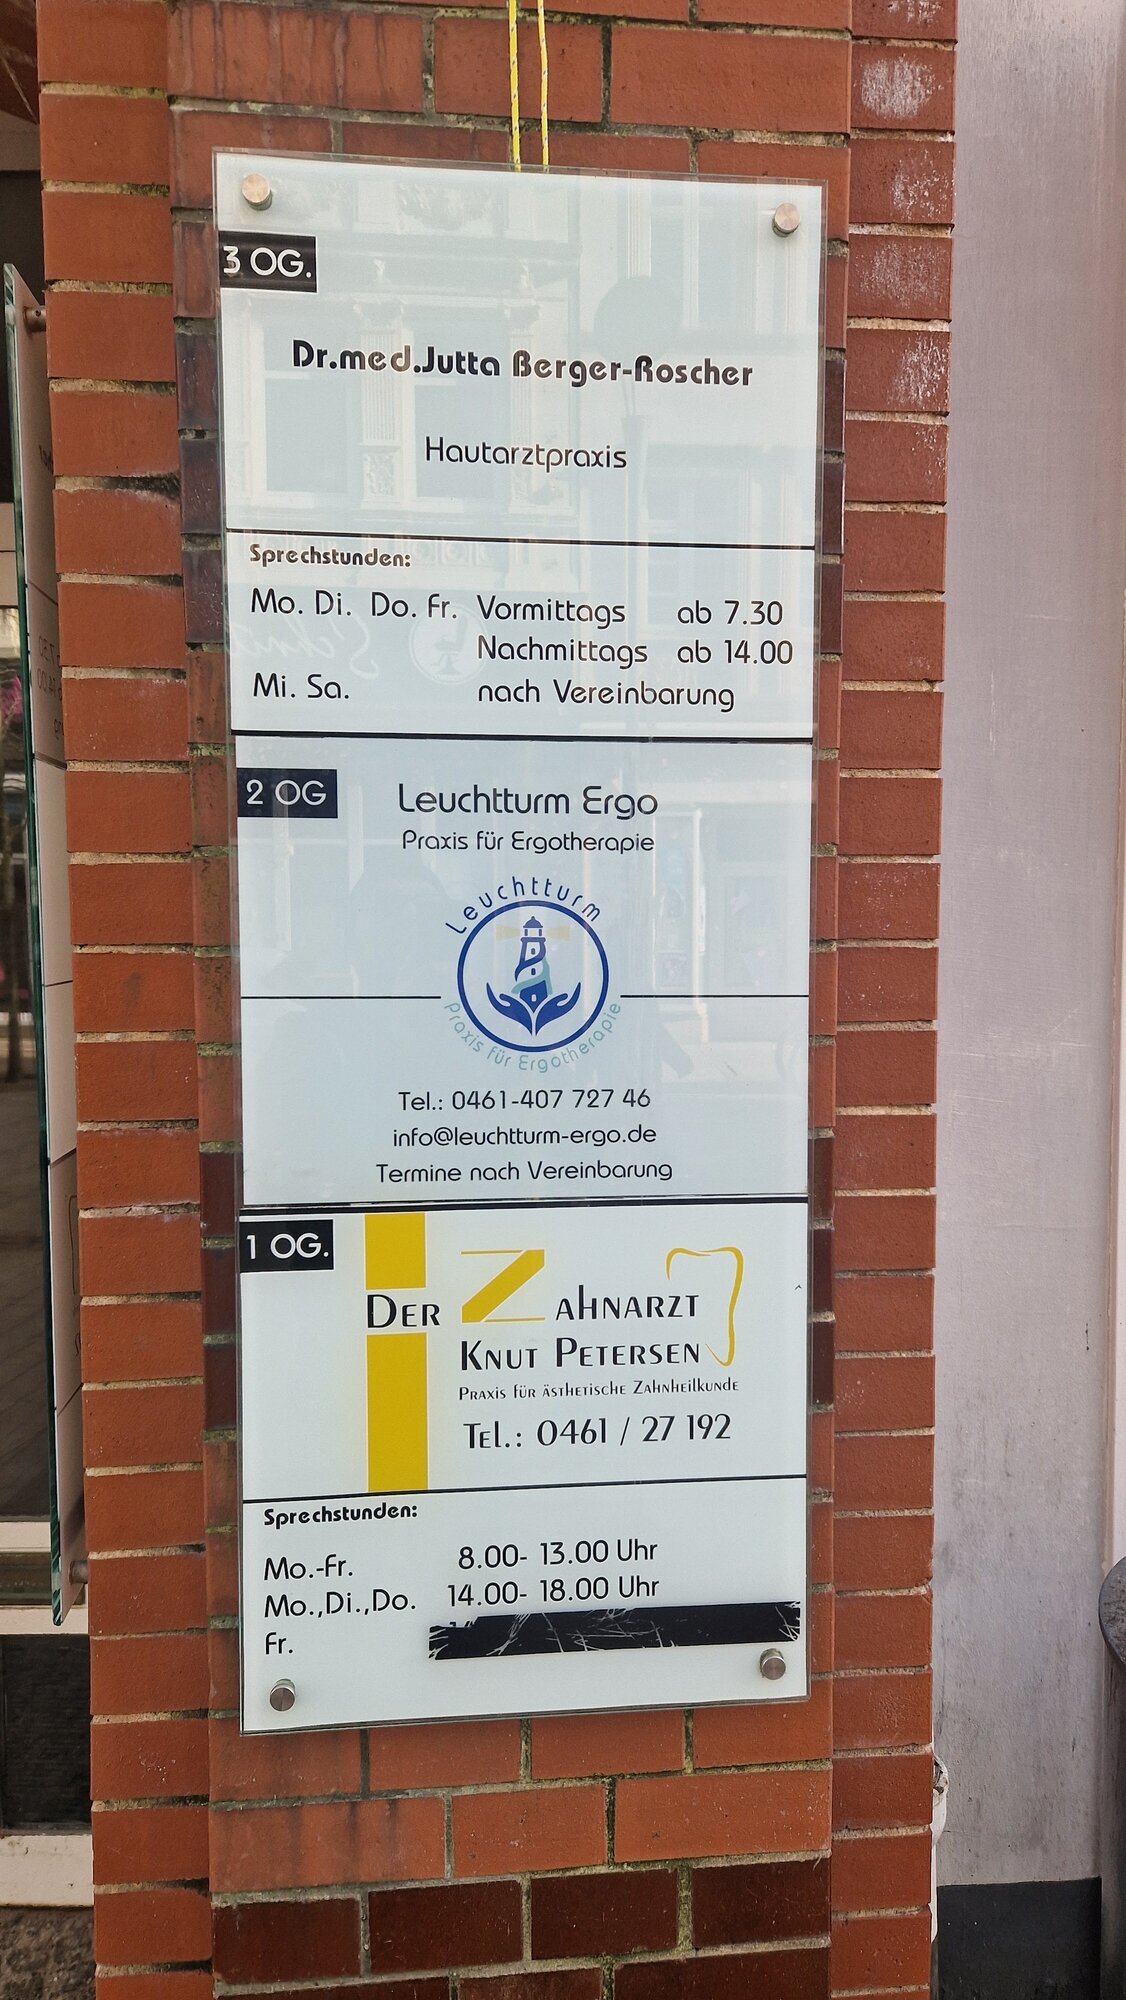 3 OG.
Dr.med.Jutta Berger-Roscher
Hautarztpraxis
Sprechstunden:
Mo. Di. Do. Fr. Vormittags ab 7.30
Nachmittags ab 14.00
Mi. Sa. nach Vereinbarung
2 OG
Leuchtturm Ergo
Praxis für Ergotherapie
Leuchtturm
Praxis für Ergotherapie
Tel.: 0461-407 727 46
info@leuchtturm-ergo.de
Termine nach Vereinbarung
1 OG.
DER ZAHNARZT
KNUT PETERSEN
PRAXIS FÜR ÄSTHETISCHE ZAHNHEILKUNDE
TEL.: 0461 / 27 192
Sprechstunden:
Mo.-Fr. 8.00- 13.00 Uhr
Mo.,Di.,Do. 14.00- 18.00 Uhr
Fr.